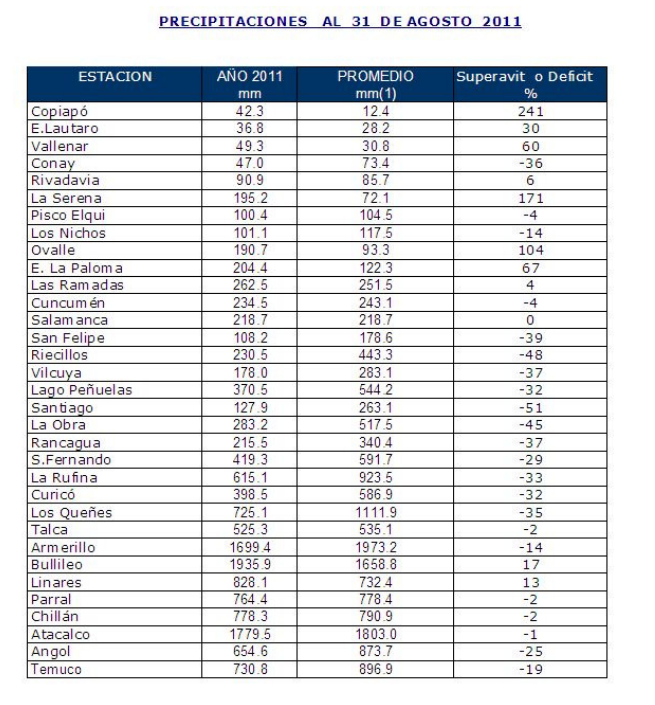 PRECIPITACIONES AL 31 DE AGOSTO 2011
ESTACION AÑO 2011 PROMEDIO Superavit o Deficit
mm mm(1) %
Copiapó 42.3 12.4 241
E.Lautaro 36.8 28.2 30
Vallenar 49.3 30.8 60
Conay 47.0 73.4 -36
Rivadavia 90.9 85.7 6
La Serena 195.2 72.1 171
Pisco Elqui 100.4 104.5 -4
Los Nichos 101.1 117.5 -14
Ovalle 190.7 93.3 104
E. La Paloma 204.4 122.3 67
Las Ramadas 262.5 251.5 4
Cuncumén 234.5 243.1 -4
Salamanca 218.7 218.7 0
San Felipe 108.2 178.6 -39
Riecillos 230.5 443.3 -48
Vilcuya 178.0 283.1 -37
Lago Peñuelas 370.5 544.2 -32
Santiago 127.9 263.1 -51
La Obra 283.2 517.5 -45
Rancagua 215.5 340.4 -37
S.Fernando 419.3 591.7 -29
La Rufina 615.1 923.5 -33
Curicó 398.5 586.9 -32
Los Queñes 725.1 1111.9 -35
Talca 525.3 535.1 -2
Armerillo 1699.4 1973.2 -14
Bullileo 1935.9 1658.8 17
Linares 828.1 732.4 13
Parral 764.4 778.4 -2
Chillán 778.3 790.9 -2
Atacalco 1779.5 1803.0 -1
Angol 654.6 873.7 -25
Temuco 730.8 896.9 -19